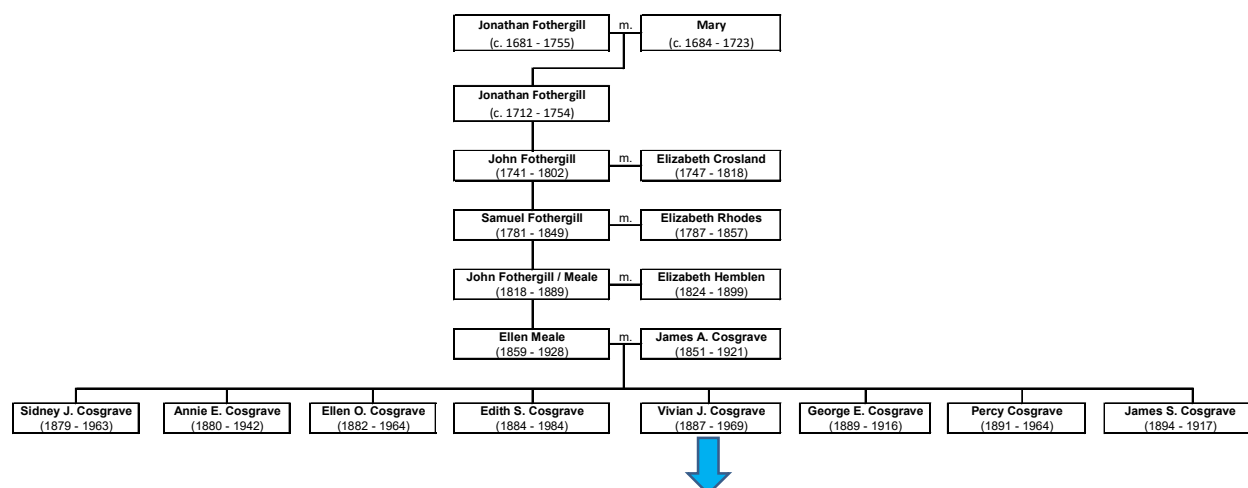 Jonathan Fothergill m. Mary
(c. 1681 - 1755) (c. 1684 - 1723)
Jonathan Fothergill
(c. 1712 - 1754)
John Fothergill m. Elizabeth Crosland
(1741 - 1802) (1747 - 1818)
Samuel Fothergill m. Elizabeth Rhodes
(1781 - 1849) (1787 - 1857)
John Fothergill / Meale m. Elizabeth Hemblen
(1818 - 1889) (1824 - 1899)
Ellen Meale m. James A. Cosgrave
(1859 - 1928) (1851 - 1921)
Sidney J. Cosgrave Annie E. Cosgrave Ellen O. Cosgrave Edith S. Cosgrave Vivian J. Cosgrave George E. Cosgrave Percy Cosgrave James S. Cosgrave
(1879 - 1963) (1880 - 1942) (1882 - 1964) (1884 - 1984) (1887 - 1969) (1889 - 1916) (1891 - 1964) (1894 - 1917)